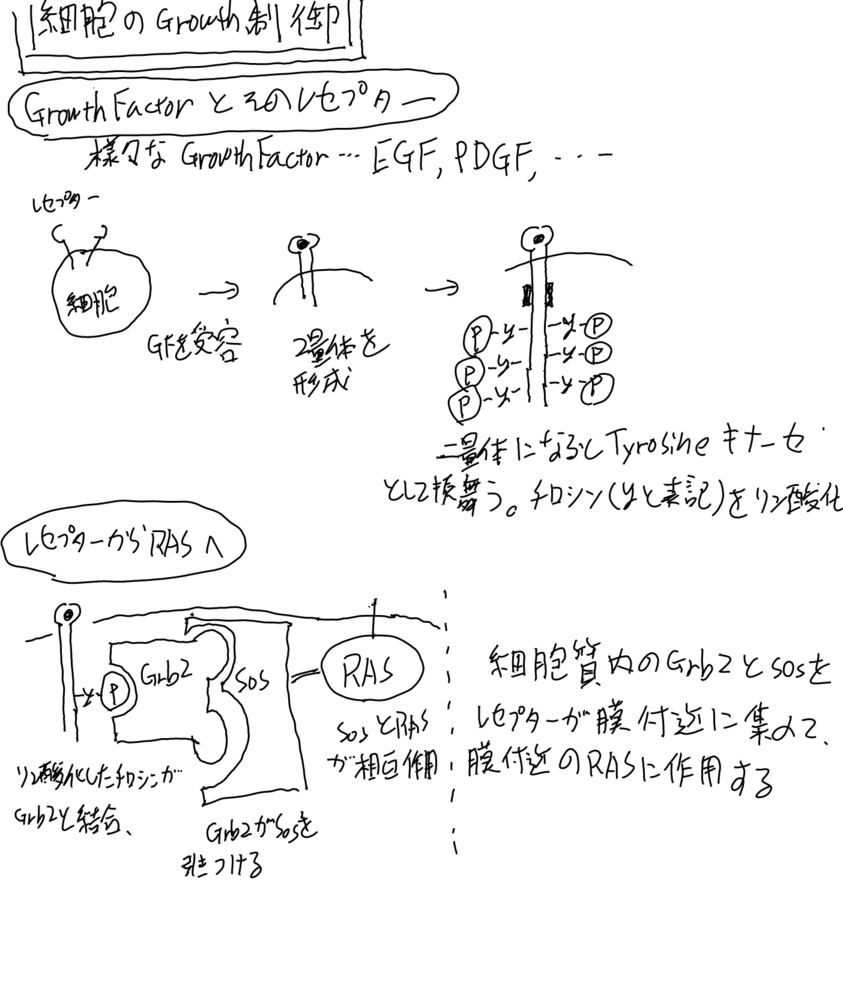 細胞のGrowth制御
GrowthFactorとそのレセプター
様々なGrowthFactor… EGF, PDGF, ・・・
レセプター
細胞
→
GFを受容
2量体を
形成
→
P -y- -y- P
P -y- -y- P
P -y- -y- P
二量体になるとTyrosineキナーゼ
として振舞う。チロシン(yと表記)をリン酸化
レセプターからRASへ
y P
Grb2
SOS
RAS
リン酸化したチロシンが
Grb2と結合、
Grb2がSosを
引きつける
SosとRAS
が相互作用
細胞質内のGrb2とSosを
レセプターが膜付近に集めて、
膜付近のRASに作用する